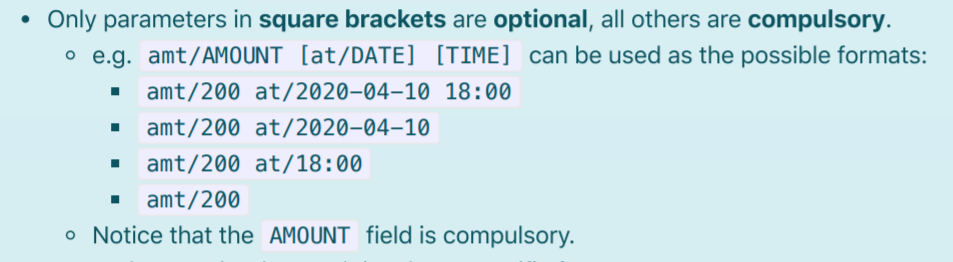 Only parameters in square brackets are optional, all others are compulsory.
e.g. amt/AMOUNT [at/DATE] [TIME] can be used as the possible formats:
amt/200 at/2020-04-10 18:00
amt/200 at/2020-04-10
amt/200 at/18:00
amt/200
Notice that the AMOUNT field is compulsory.